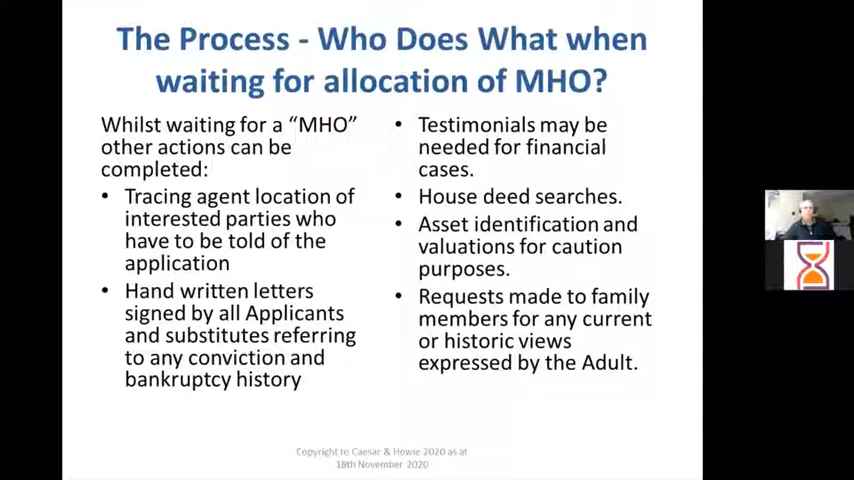 The Process - Who Does What when
waiting for allocation of MHO?
Whilst waiting for a “MHO”
other actions can be
completed:
• Tracing agent location of
interested parties who
have to be told of the
application
• Hand written letters
signed by all Applicants
and substitutes referring
to any conviction and
bankruptcy history
• Testimonials may be
needed for financial
cases.
• House deed searches.
• Asset identification and
valuations for caution
purposes.
• Requests made to family
members for any current
or historic views
expressed by the Adult.
Copyright to Caesar & Howie 2020 as at
18th November 2020